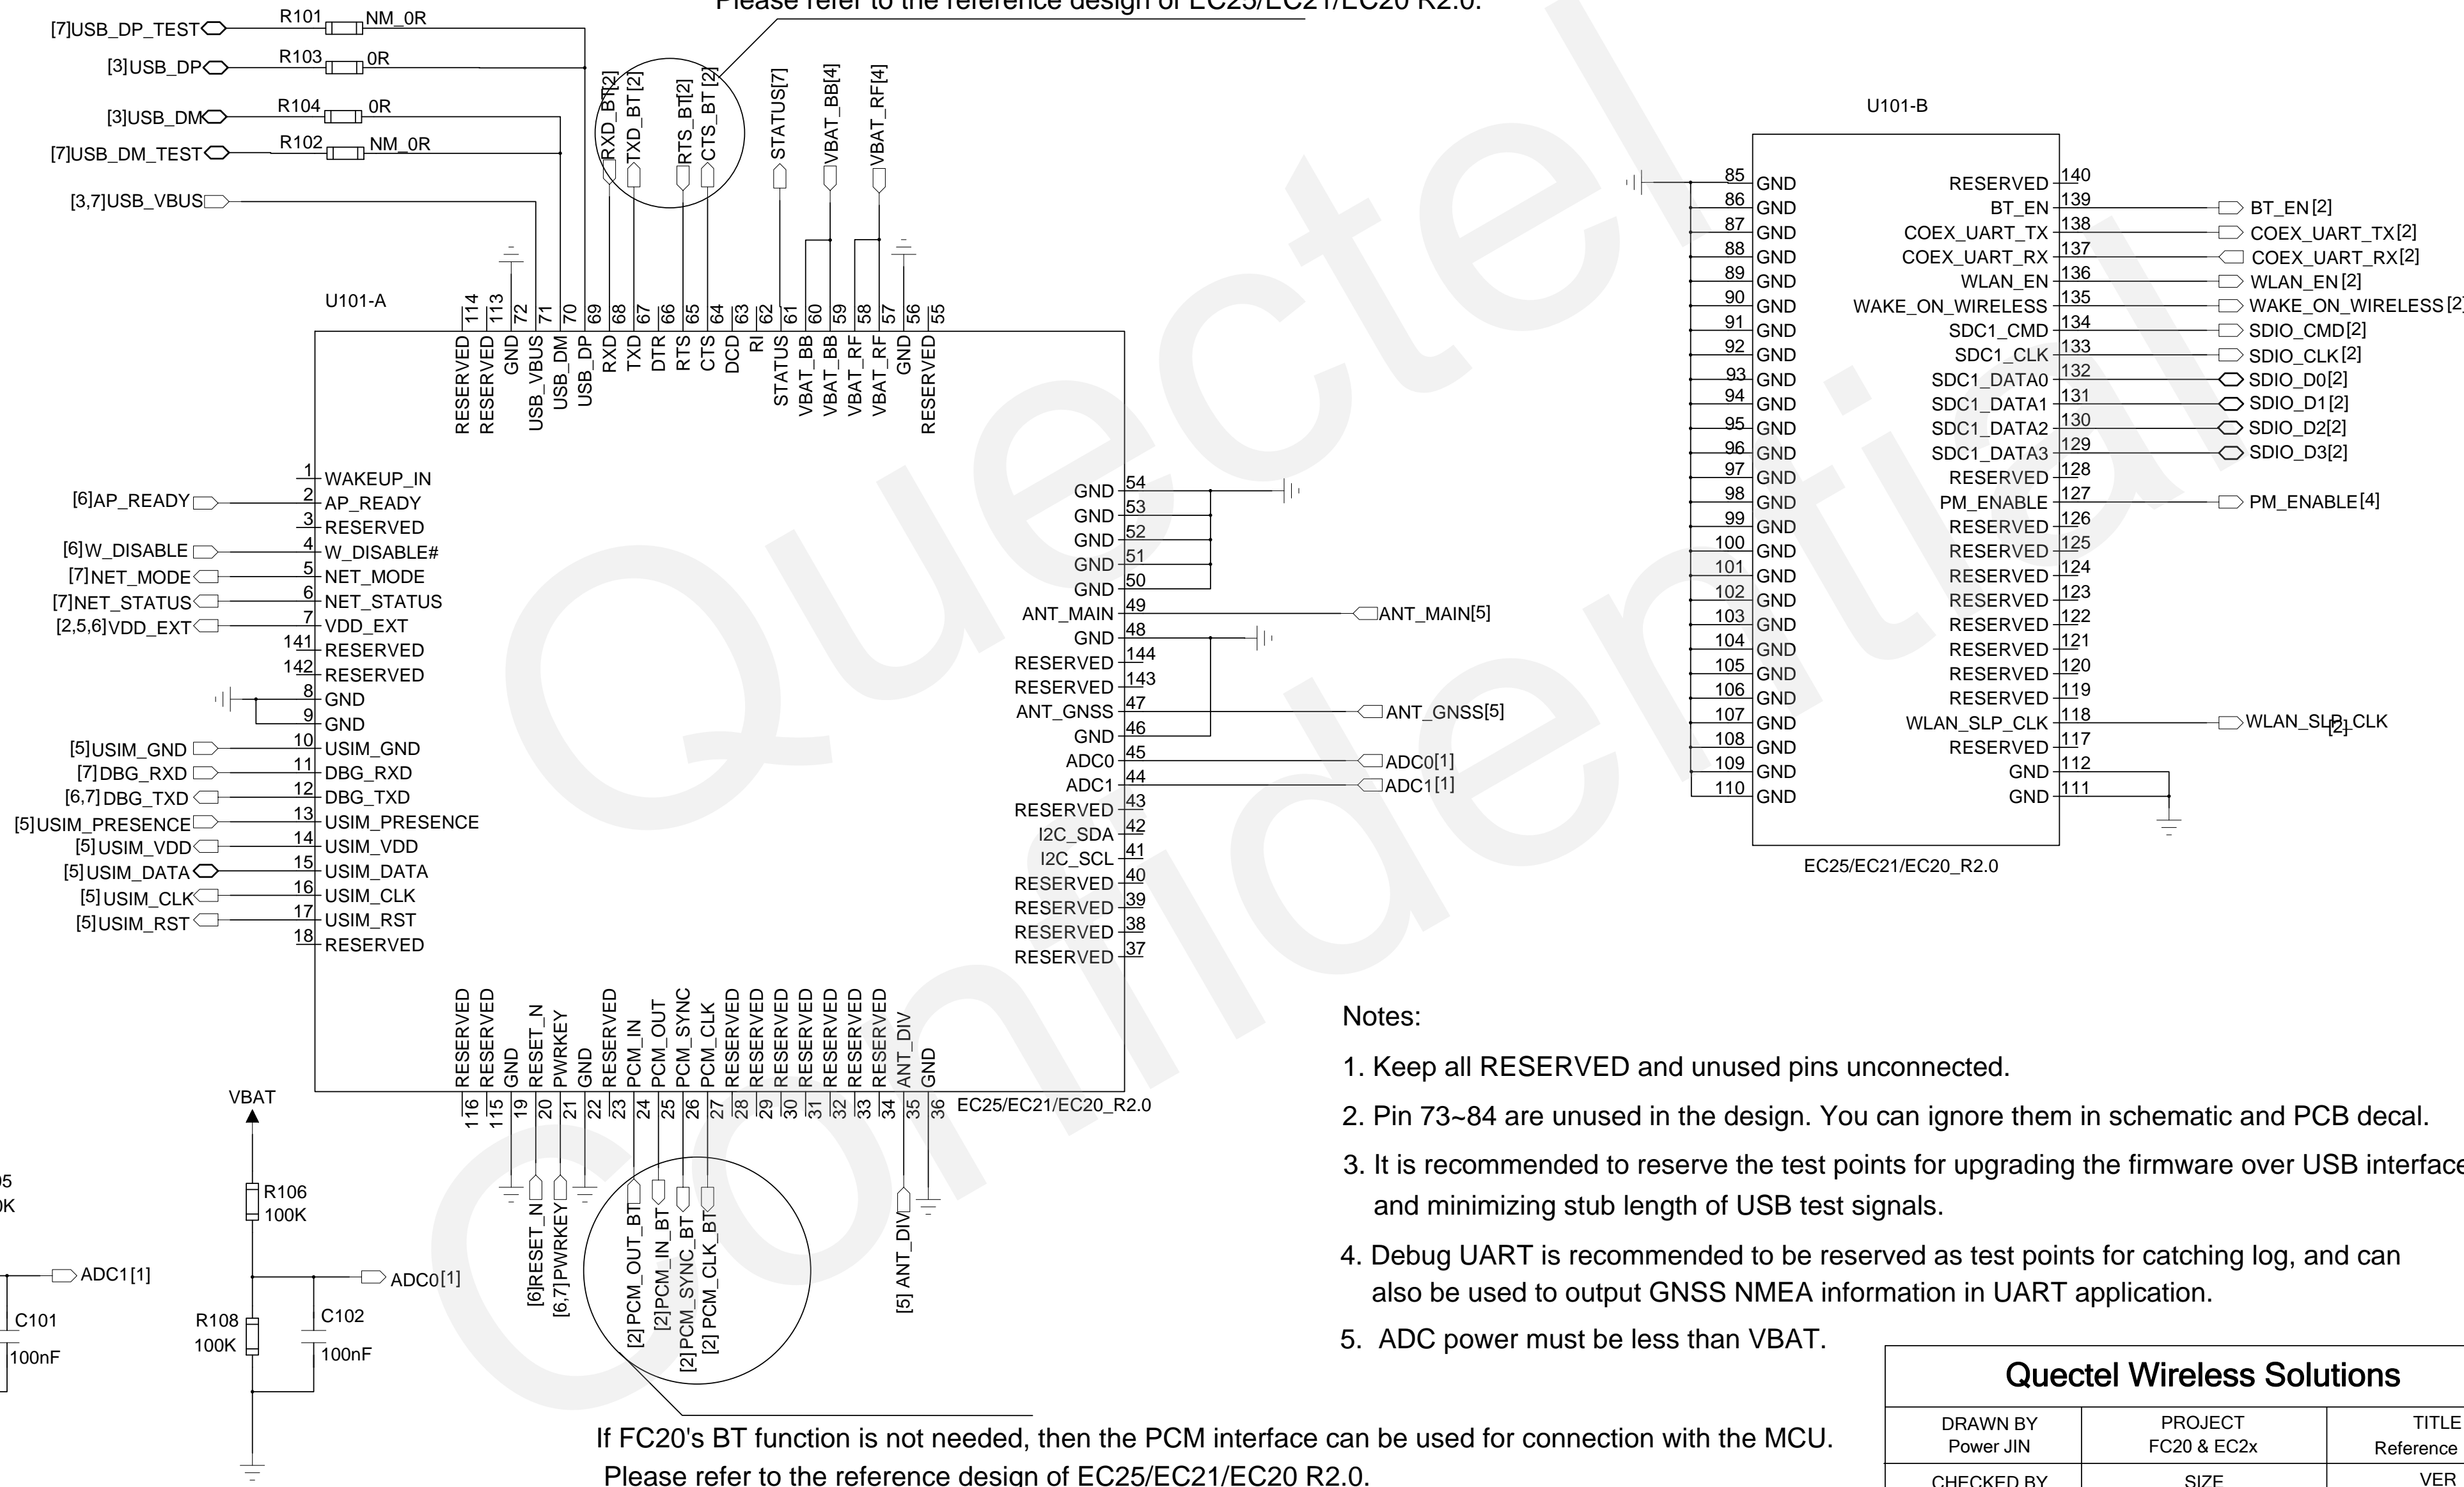 Please refer to the reference design of EC25/EC21/EC20 R2.0.
[7]USB_DP_TEST
R101
NM_0R
[3]USB_DP
R103
0R
[3]USB_DM
R104
0R
[7]USB_DM_TEST
R102
NM_0R
[3,7]USB_VBUS
RXD_BT[2]
TXD_BT[2]
RTS_BT[2]
CTS_BT[2]
STATUS[7]
VBAT_BB[4]
VBAT_RF[4]
U101-A
114 RESERVED
113 RESERVED
72 GND
71 USB_VBUS
70 USB_DM
69 USB_DP
68 RXD
67 TXD
66 DTR
65 RTS
64 CTS
63 DCD
62 RI
61 STATUS
60 VBAT_BB
59 VBAT_BB
58 VBAT_RF
57 VBAT_RF
56 GND
55 RESERVED
1 WAKEUP_IN
[6]AP_READY 2 AP_READY
3 RESERVED
[6]W_DISABLE 4 W_DISABLE#
[7]NET_MODE 5 NET_MODE
[7]NET_STATUS 6 NET_STATUS
[2,5,6]VDD_EXT 7 VDD_EXT
141 RESERVED
142 RESERVED
8 GND
9 GND
[5]USIM_GND 10 USIM_GND
[7]DBG_RXD 11 DBG_RXD
[6,7]DBG_TXD 12 DBG_TXD
[5]USIM_PRESENCE 13 USIM_PRESENCE
[5]USIM_VDD 14 USIM_VDD
[5]USIM_DATA 15 USIM_DATA
[5]USIM_CLK 16 USIM_CLK
[5]USIM_RST 17 USIM_RST
18 RESERVED
GND 54
GND 53
GND 52
GND 51
GND 50
ANT_MAIN 49 ANT_MAIN[5]
GND 48
RESERVED 144
RESERVED 143
ANT_GNSS 47 ANT_GNSS[5]
GND 46
ADC0 45 ADC0[1]
ADC1 44 ADC1[1]
RESERVED 43
I2C_SDA 42
I2C_SCL 41
RESERVED 40
RESERVED 39
RESERVED 38
RESERVED 37
RESERVED 116
RESERVED 115
GND 19
RESET_N 20
PWRKEY 21
GND 22
RESERVED 23
PCM_IN 24
PCM_OUT 25
PCM_SYNC 26
PCM_CLK 27
RESERVED 28
RESERVED 29
RESERVED 30
RESERVED 31
RESERVED 32
RESERVED 33
RESERVED 34
ANT_DIV 35
GND 36
EC25/EC21/EC20_R2.0
[6]RESET_N
[6,7]PWRKEY
[2]PCM_OUT_BT
[2]PCM_IN_BT
[2]PCM_SYNC_BT
[2]PCM_CLK_BT
[5]ANT_DIV
U101-B
85 GND
86 GND
87 GND
88 GND
89 GND
90 GND
91 GND
92 GND
93 GND
94 GND
95 GND
96 GND
97 GND
98 GND
99 GND
100 GND
101 GND
102 GND
103 GND
104 GND
105 GND
106 GND
107 GND
108 GND
109 GND
110 GND
RESERVED 140
BT_EN 139 BT_EN[2]
COEX_UART_TX 138 COEX_UART_TX[2]
COEX_UART_RX 137 COEX_UART_RX[2]
WLAN_EN 136 WLAN_EN[2]
WAKE_ON_WIRELESS 135 WAKE_ON_WIRELESS[2]
SDC1_CMD 134 SDIO_CMD[2]
SDC1_CLK 133 SDIO_CLK[2]
SDC1_DATA0 132 SDIO_D0[2]
SDC1_DATA1 131 SDIO_D1[2]
SDC1_DATA2 130 SDIO_D2[2]
SDC1_DATA3 129 SDIO_D3[2]
RESERVED 128
PM_ENABLE 127 PM_ENABLE[4]
RESERVED 126
RESERVED 125
RESERVED 124
RESERVED 123
RESERVED 122
RESERVED 121
RESERVED 120
RESERVED 119
WLAN_SLP_CLK 118 WLAN_SLP_CLK
[2]
RESERVED 117
GND 112
GND 111
EC25/EC21/EC20_R2.0
ADC1[1]
C101
100nF
VBAT
R106
100K
ADC0[1]
R108
100K
C102
100nF
Notes:
1. Keep all RESERVED and unused pins unconnected.
2. Pin 73~84 are unused in the design. You can ignore them in schematic and PCB decal.
3. It is recommended to reserve the test points for upgrading the firmware over USB interface
and minimizing stub length of USB test signals.
4. Debug UART is recommended to be reserved as test points for catching log, and can
also be used to output GNSS NMEA information in UART application.
5. ADC power must be less than VBAT.
If FC20's BT function is not needed, then the PCM interface can be used for connection with the MCU.
Please refer to the reference design of EC25/EC21/EC20 R2.0.
Quectel Wireless Solutions
DRAWN BY
Power JIN
PROJECT
FC20 & EC2x
TITLE
Reference
CHECKED BY
SIZE
VER
Quectel
Confidential